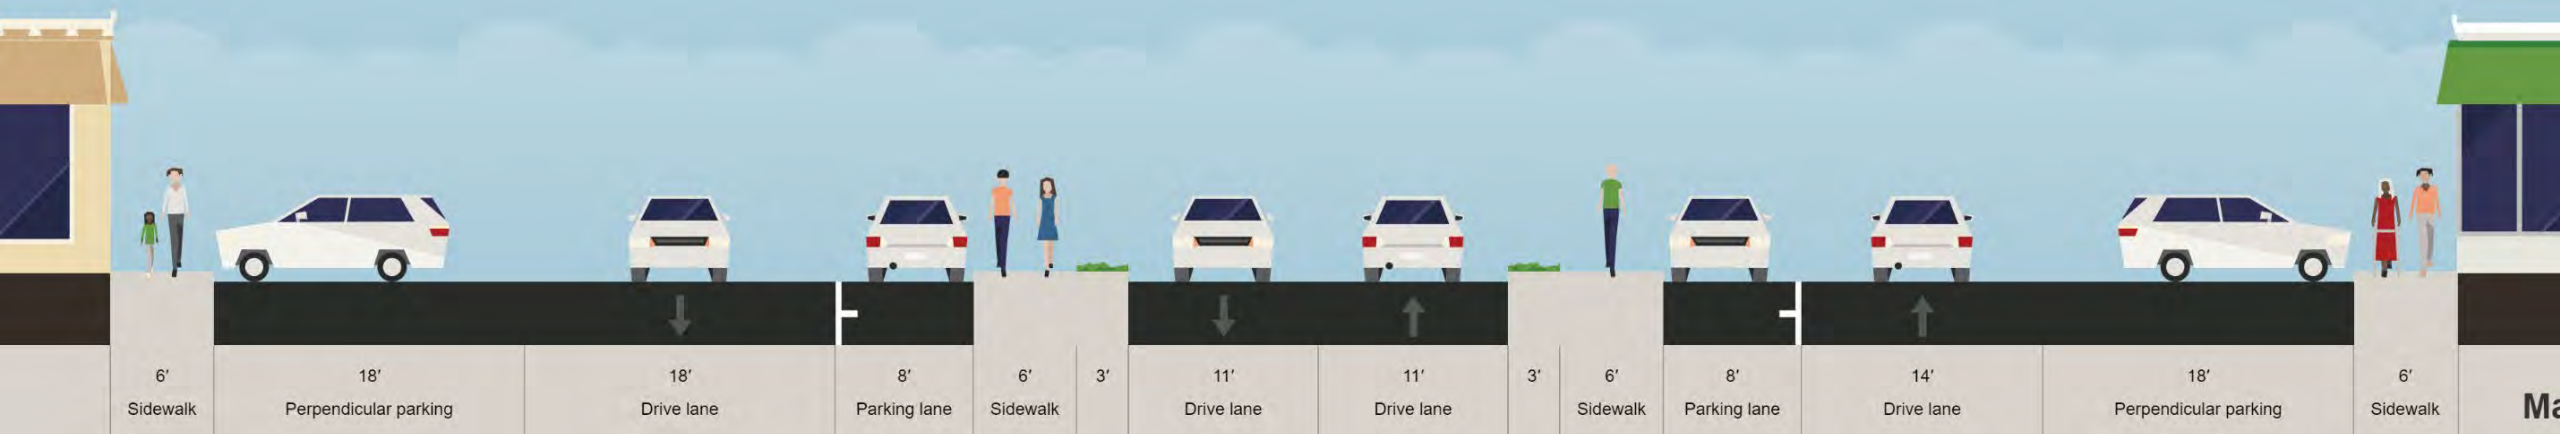 6′ 18′ 18′ 8′ 6′ 3′ 11′ 11′ 3′ 6′ 8′ 14′ 18′ 6′
Sidewalk Perpendicular parking Drive lane Parking lane Sidewalk Drive lane Drive lane Sidewalk Parking lane Drive lane Perpendicular parking Sidewalk Ma